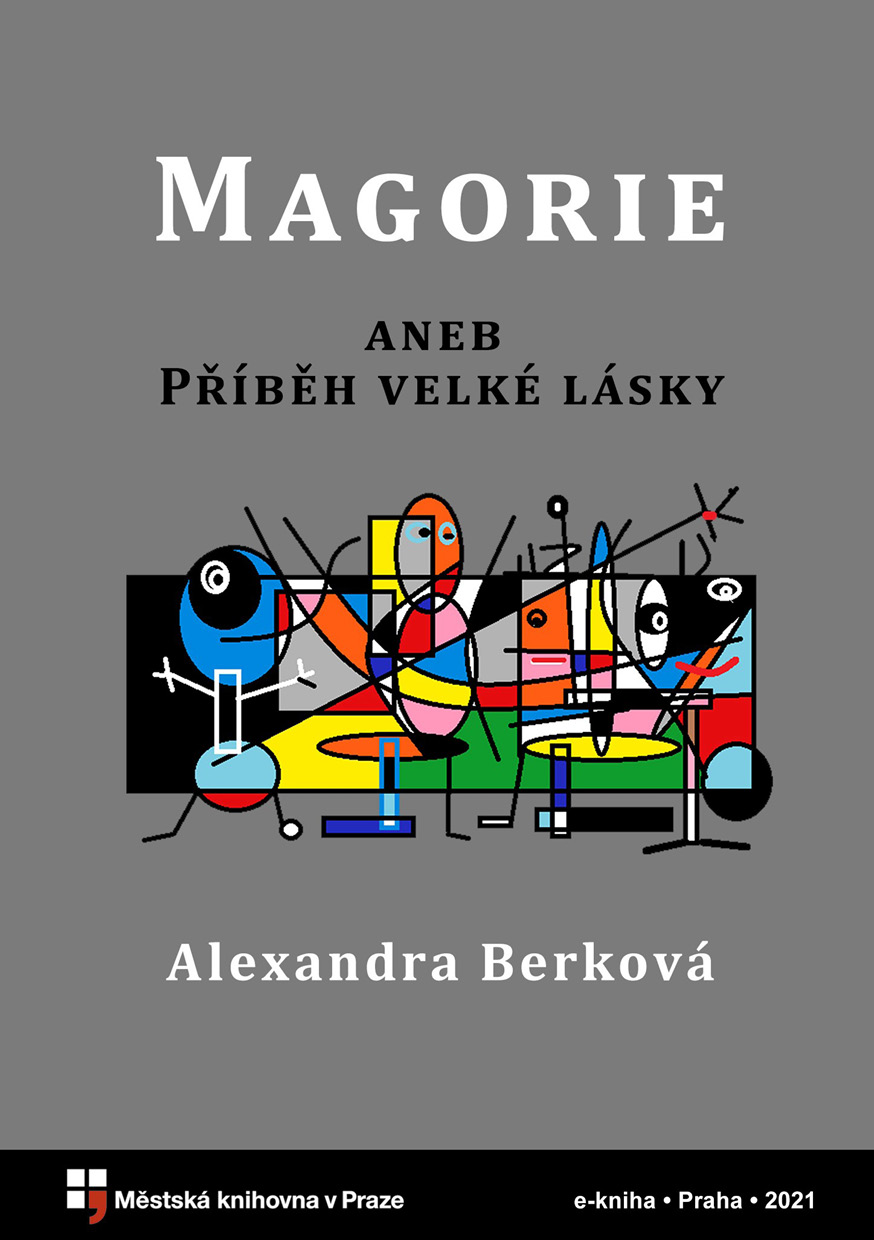 MAGORIE
ANEB
PŘÍBĚH VELKÉ LÁSKY
Alexandra Berková
Městská knihovna v Praze
e-kniha • Praha • 2021